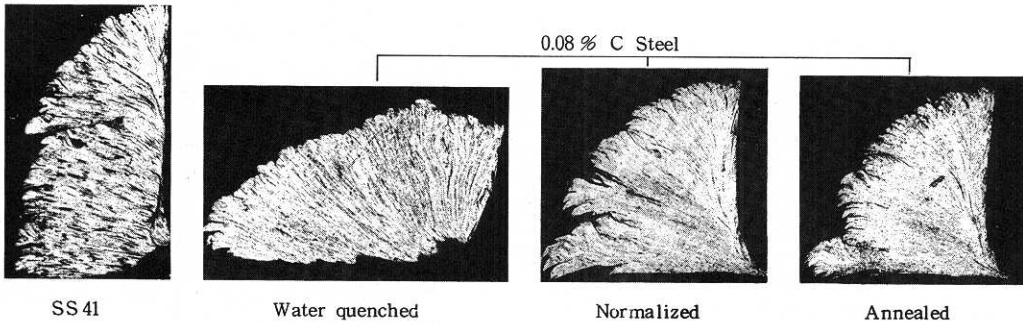 0.08 % C Steel
SS 41
Water quenched
Normalized
Annealed